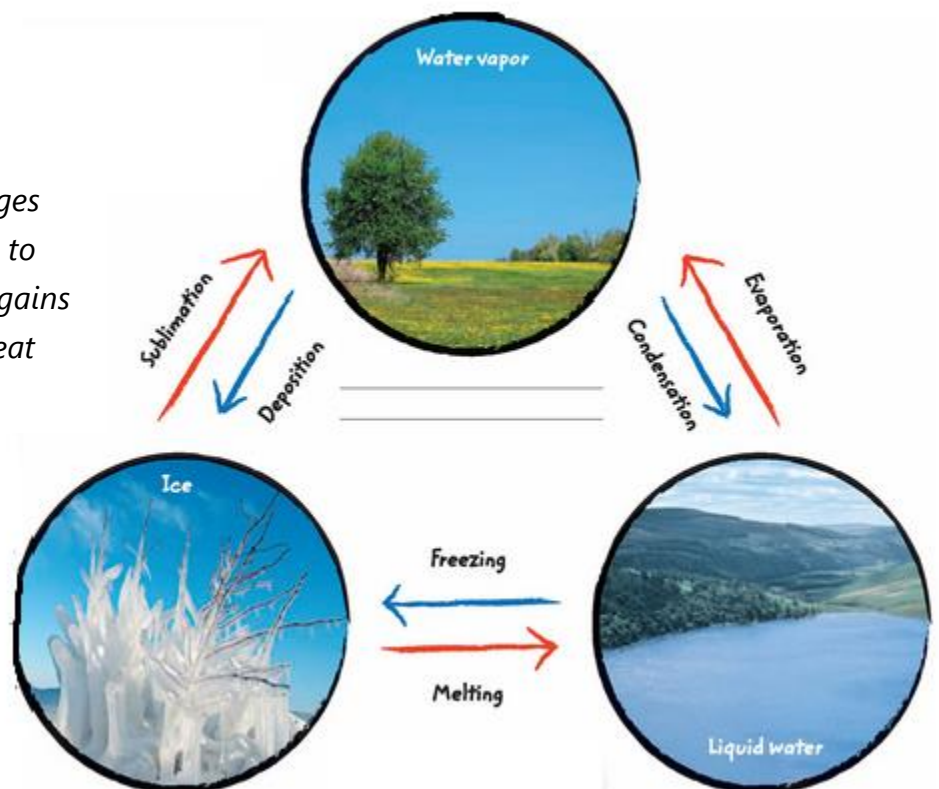 Water vapor
ges
to
gains
eat
Sublimation
Deposition
Condensation
Evaporation
Ice
Freezing
Melting
Liquid water